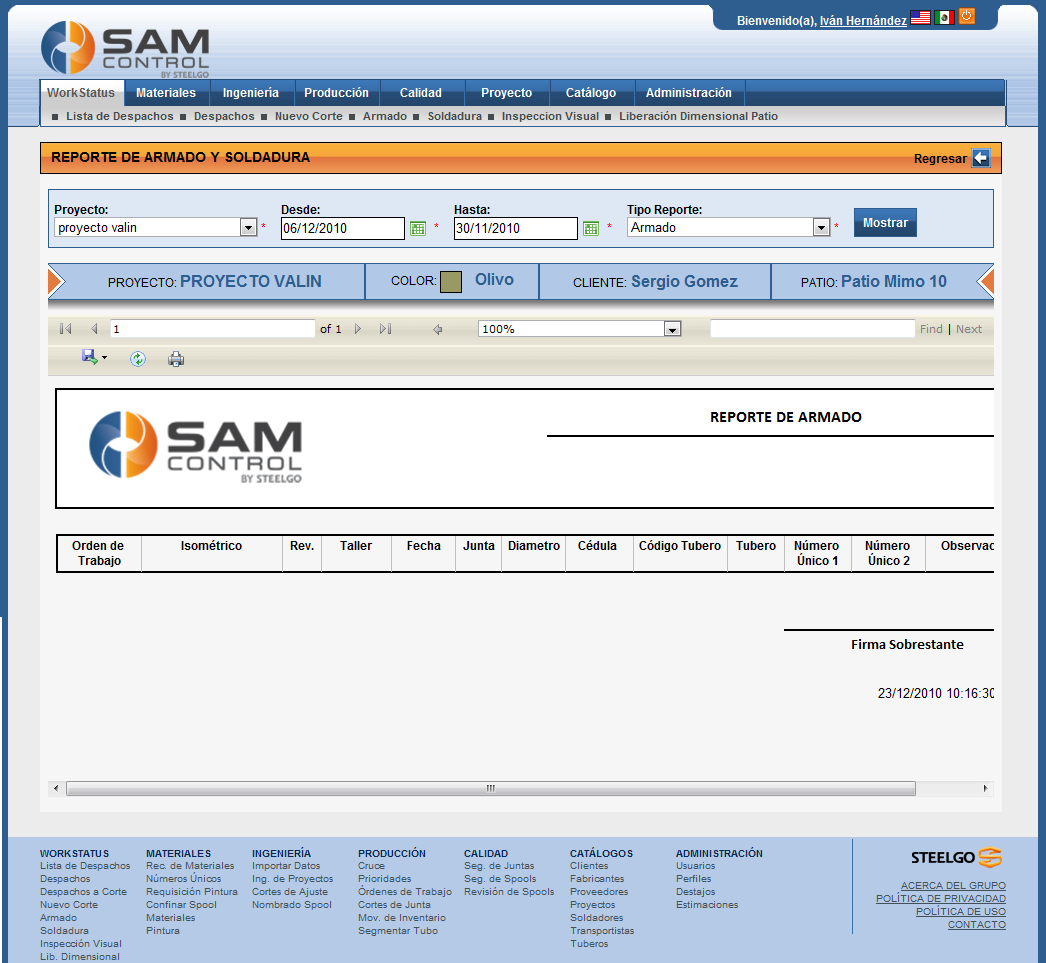 Bienvenido(a), Iván Hernández
SAM
CONTROL
BY STEELGO
WorkStatus Materiales Ingeniería Producción Calidad Proyecto Catálogo Administración
Lista de Despachos Despachos Nuevo Corte Armado Soldadura Inspeccion Visual Liberación Dimensional Patio
REPORTE DE ARMADO Y SOLDADURA Regresar
Proyecto: Desde: Hasta: Tipo Reporte:
proyecto valin * 06/12/2010 * 30/11/2010 * Armado * Mostrar
PROYECTO: PROYECTO VALIN COLOR: Olivo CLIENTE: Sergio Gomez PATIO: Patio Mimo 10
1 of 1 100% Find | Next
SAM
CONTROL
BY STEELGO
REPORTE DE ARMADO
Orden de Trabajo Isométrico Rev. Taller Fecha Junta Diametro Cédula Código Tubero Tubero Número Único 1 Número Único 2 Observac
Firma Sobrestante
23/12/2010 10:16:30
WORKSTATUS
Lista de Despachos
Despachos
Despachos a Corte
Nuevo Corte
Armado
Soldadura
Inspección Visual
Lib. Dimensional
MATERIALES
Rec. de Materiales
Números Únicos
Requisición Pintura
Confinar Spool
Materiales
Pintura
INGENIERÍA
Importar Datos
Ing. de Proyectos
Cortes de Ajuste
Nombrado Spool
PRODUCCIÓN
Cruce
Prioridades
Órdenes de Trabajo
Cortes de Junta
Mov. de Inventario
Segmentar Tubo
CALIDAD
Seg. de Juntas
Seg. de Spools
Revisión de Spools
CATÁLOGOS
Clientes
Fabricantes
Proveedores
Proyectos
Soldadores
Transportistas
Tuberos
ADMINISTRACIÓN
Usuarios
Perfiles
Destajos
Estimaciones
STEELGO
ACERCA DEL GRUPO
POLÍTICA DE PRIVACIDAD
POLÍTICA DE USO
CONTACTO